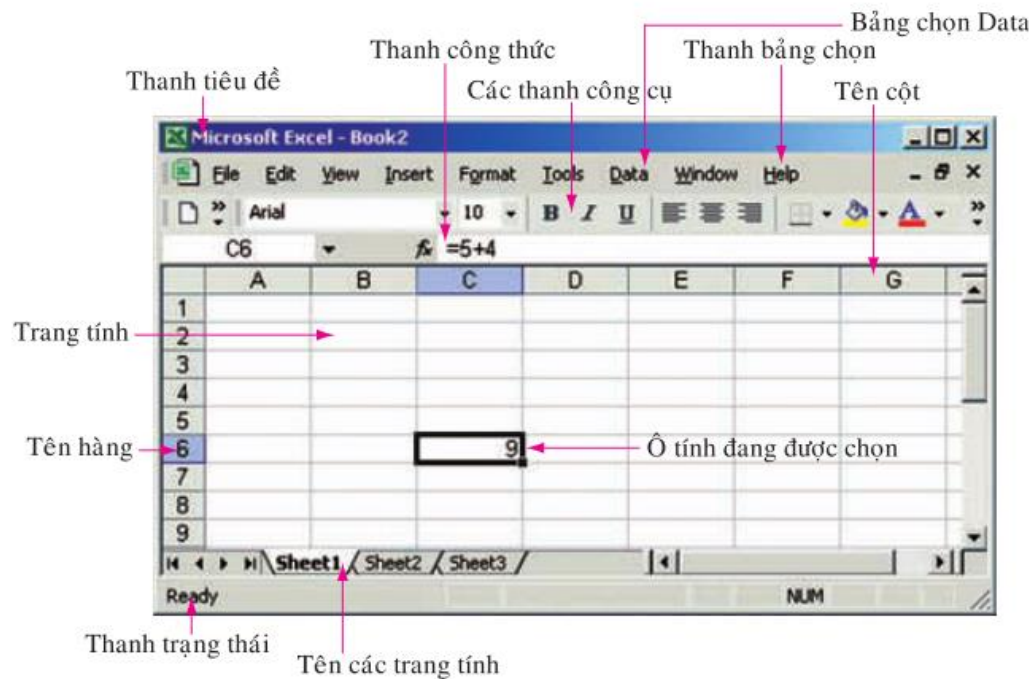 Bảng chọn Data
Thanh công thức
Thanh bảng chọn
Thanh tiêu đề
Các thanh công cụ
Tên cột
Microsoft Excel - Book2
File Edit View Insert Format Tools Data Window Help
Arial 10 B I U A
C6 fx =5+4
A B C D E F G
1
Trang tính
2
3
4
5
Tên hàng
6 9
Ô tính đang được chọn
7
8
9
Sheet1 Sheet2 Sheet3
Ready NUM
Thanh trạng thái
Tên các trang tính